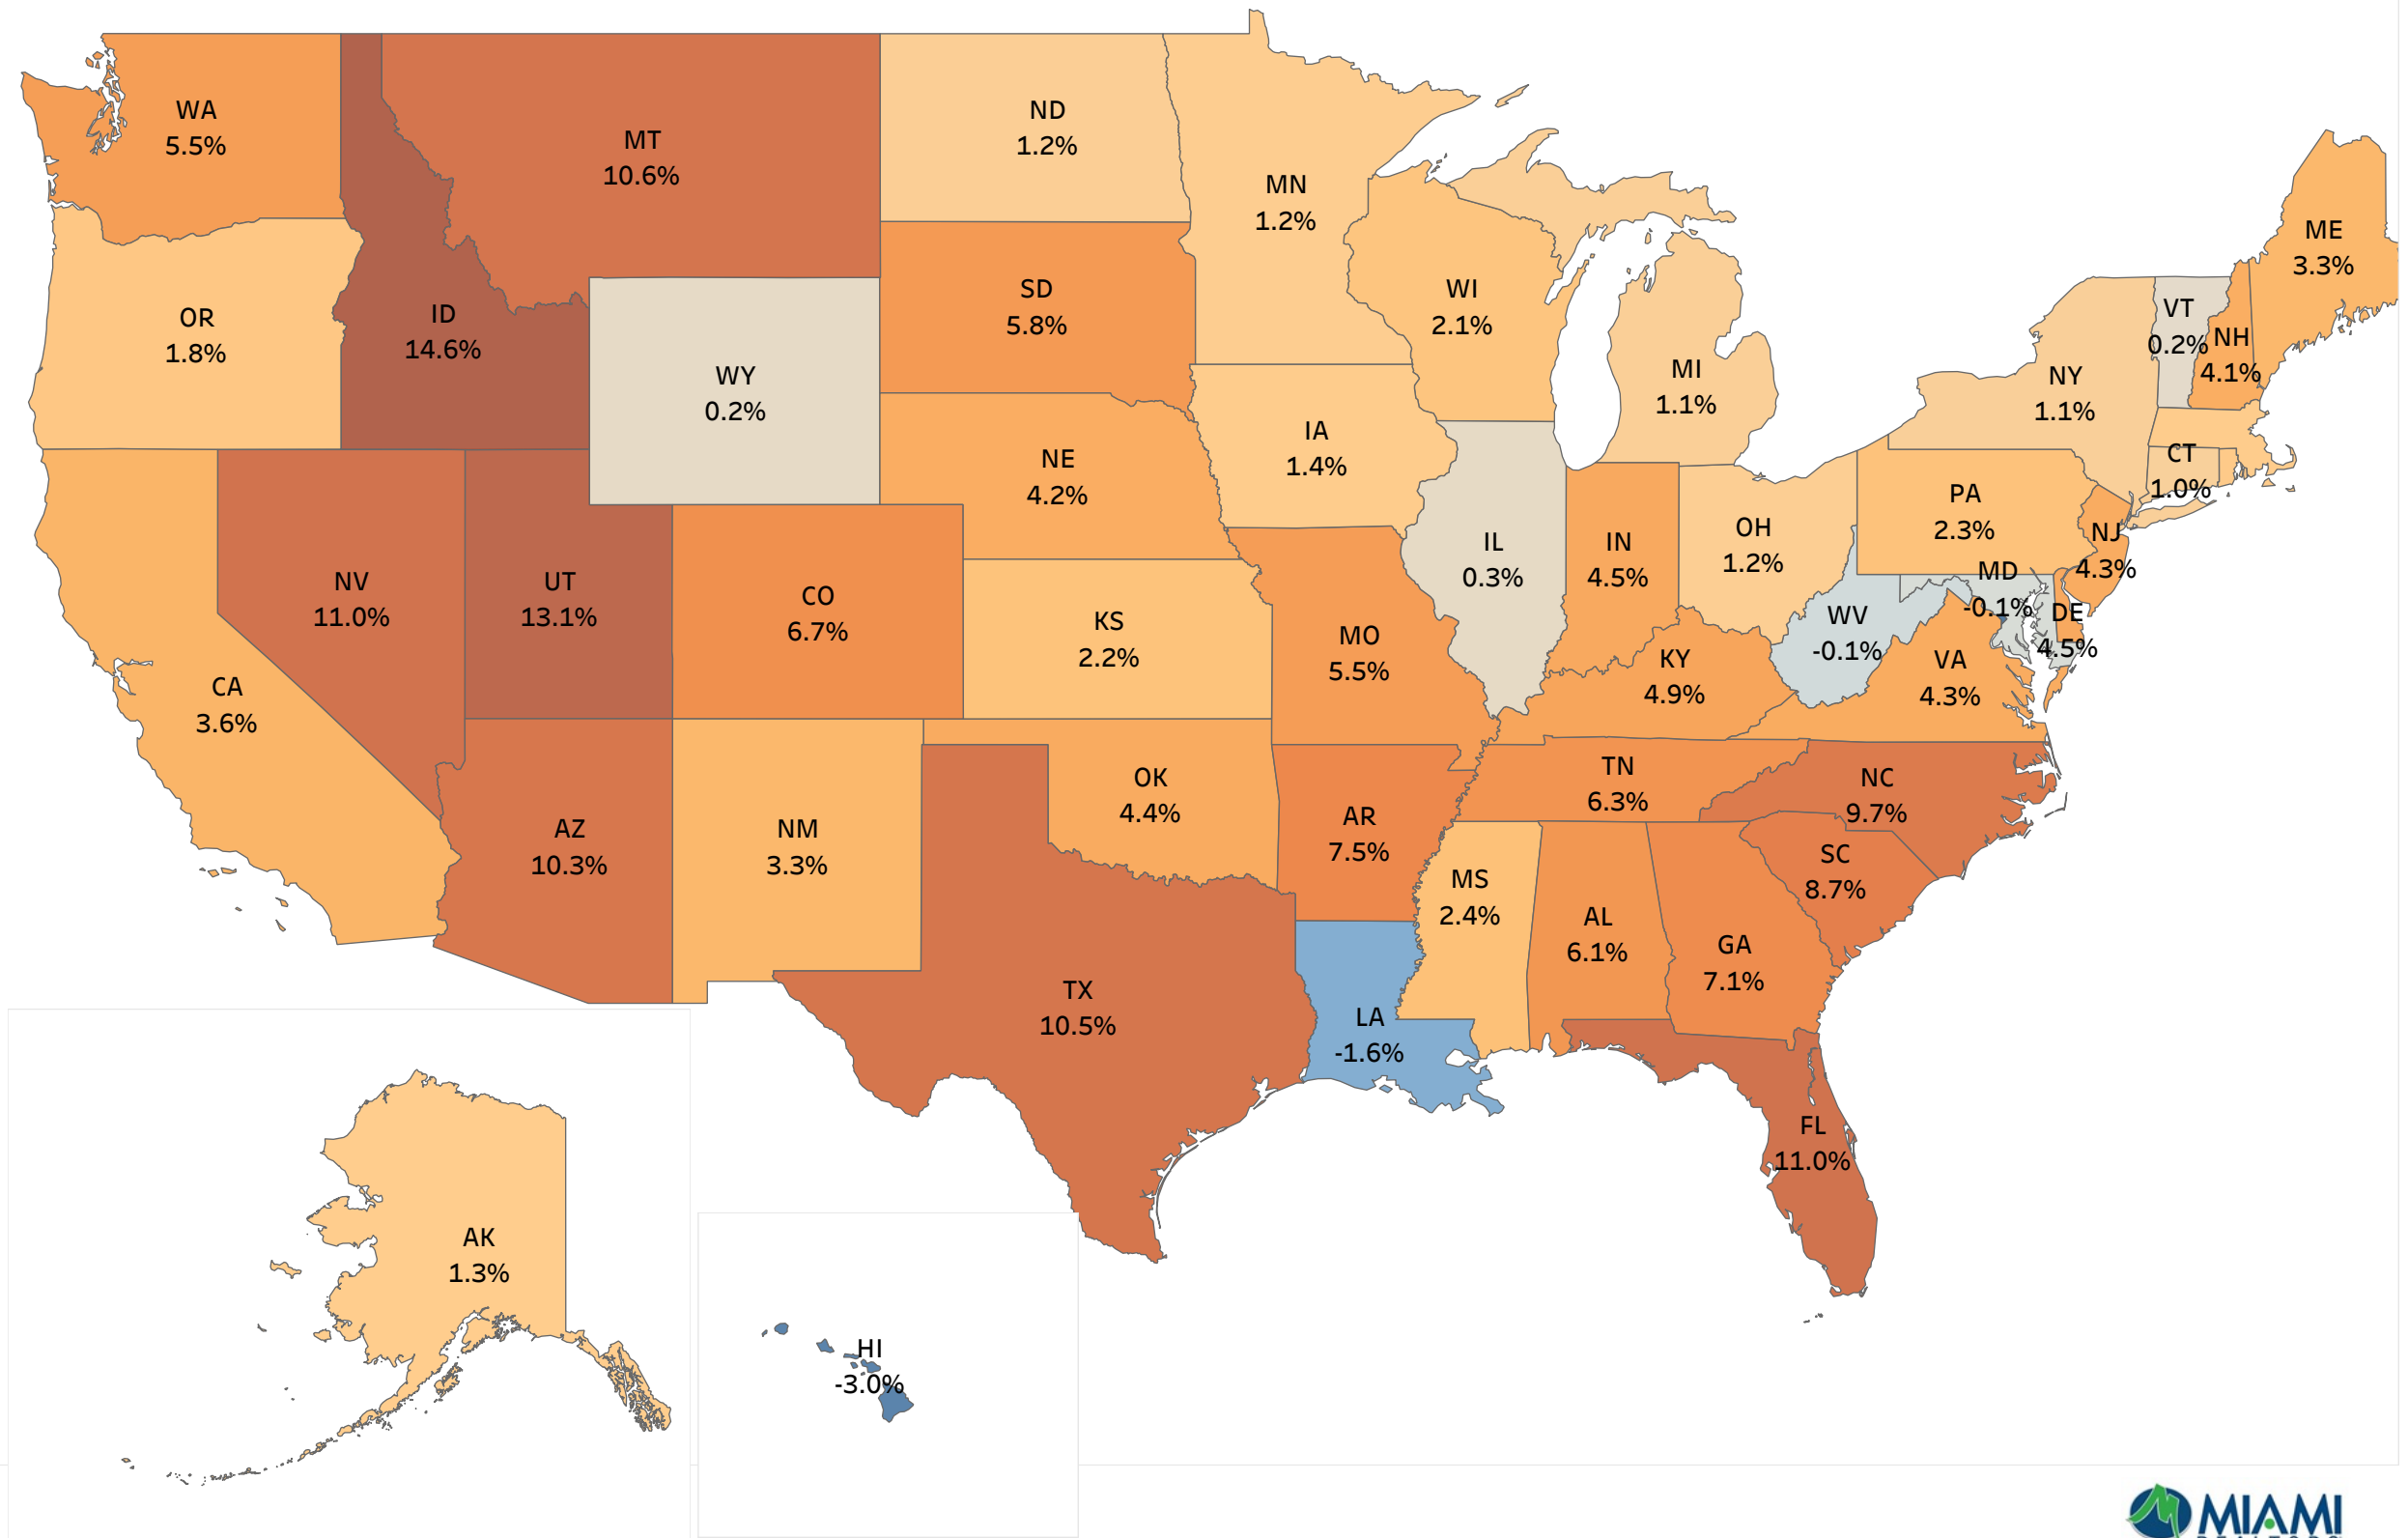 WA
5.5%
MT
10.6%
ND
1.2%
MN
1.2%
ME
3.3%
OR
1.8%
ID
14.6%
WY
0.2%
SD
5.8%
WI
2.1%
MI
1.1%
NY
1.1%
VT
0.2%
NH
4.1%
NE
4.2%
IA
1.4%
CT
1.0%
PA
2.3%
NJ
4.3%
NV
11.0%
UT
13.1%
CO
6.7%
KS
2.2%
MO
5.5%
IL
0.3%
IN
4.5%
OH
1.2%
WV
-0.1%
MD
-0.1%
DE
4.5%
CA
3.6%
KY
4.9%
VA
4.3%
AZ
10.3%
NM
3.3%
OK
4.4%
AR
7.5%
TN
6.3%
NC
9.7%
SC
8.7%
MS
2.4%
AL
6.1%
GA
7.1%
TX
10.5%
LA
-1.6%
FL
11.0%
AK
1.3%
HI
-3.0%
MIAMI